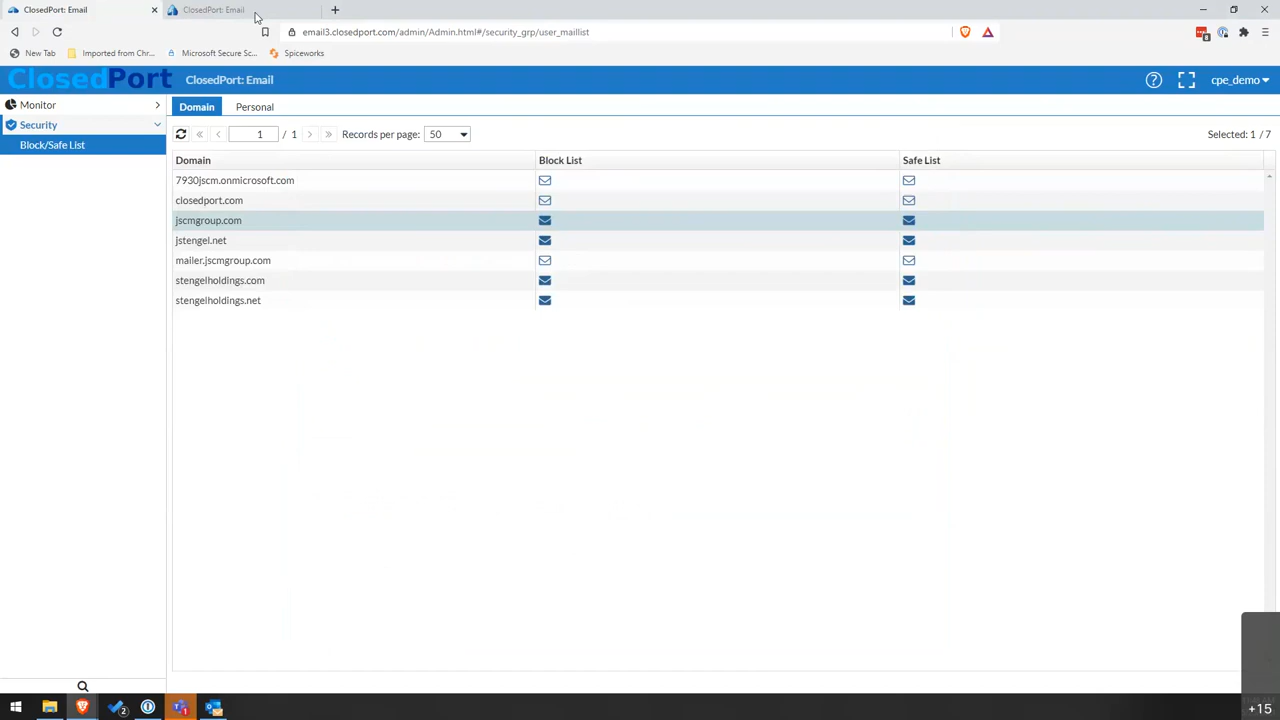 ClosedPort: Email
ClosedPort: Email
email3.closedport.com/admin/Admin.html#/security_grp/user_maillist
8
New Tab
Imported from Chr...
Microsoft Secure Sc...
Spiceworks
ClosedPort
ClosedPort: Email
cpe_demo
Monitor
Security
Block/Safe List
Domain
Personal
1 / 1
Records per page: 50
Selected: 1 / 7
Domain Block List Safe List
7930jscm.onmicrosoft.com
closedport.com
jscmgroup.com
jstengel.net
mailer.jscmgroup.com
stengelholdings.com
stengelholdings.net
2
1
+15